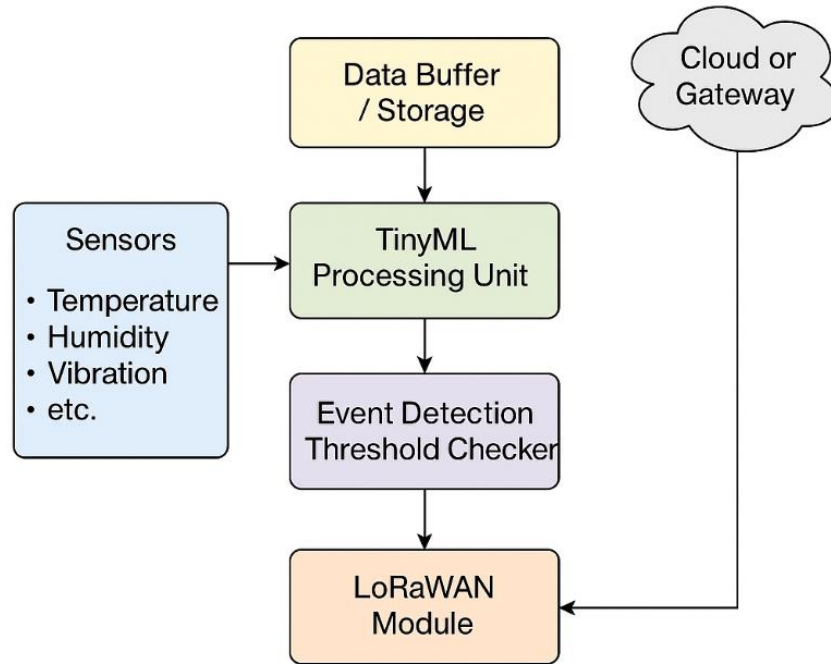 Data Buffer
/ Storage
Cloud or
Gateway
Sensors
• Temperature
• Humidity
• Vibration
• etc.
TinyML
Processing Unit
Event Detection
Threshold Checker
LoRaWAN
Module